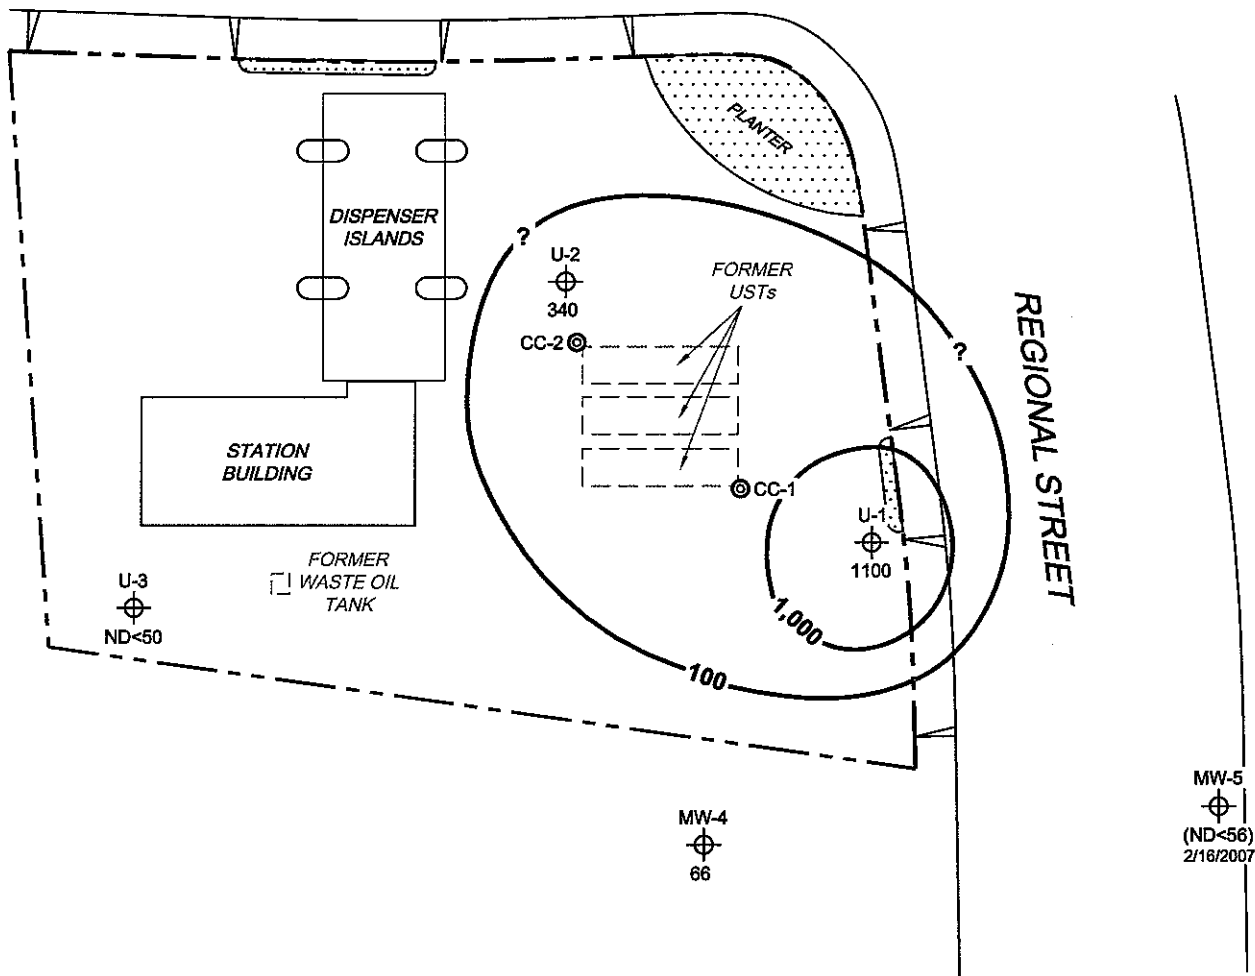 PLANTER
DISPENSER
ISLANDS
?
U-2
340
FORMER
USTs
CC-2
?
REGIONAL STREET
STATION
BUILDING
CC-1
U-1
1100
FORMER
WASTE OIL
TANK
U-3
ND<50
1,000
100
MW-4
66
MW-5
(ND<56)
2/16/2007